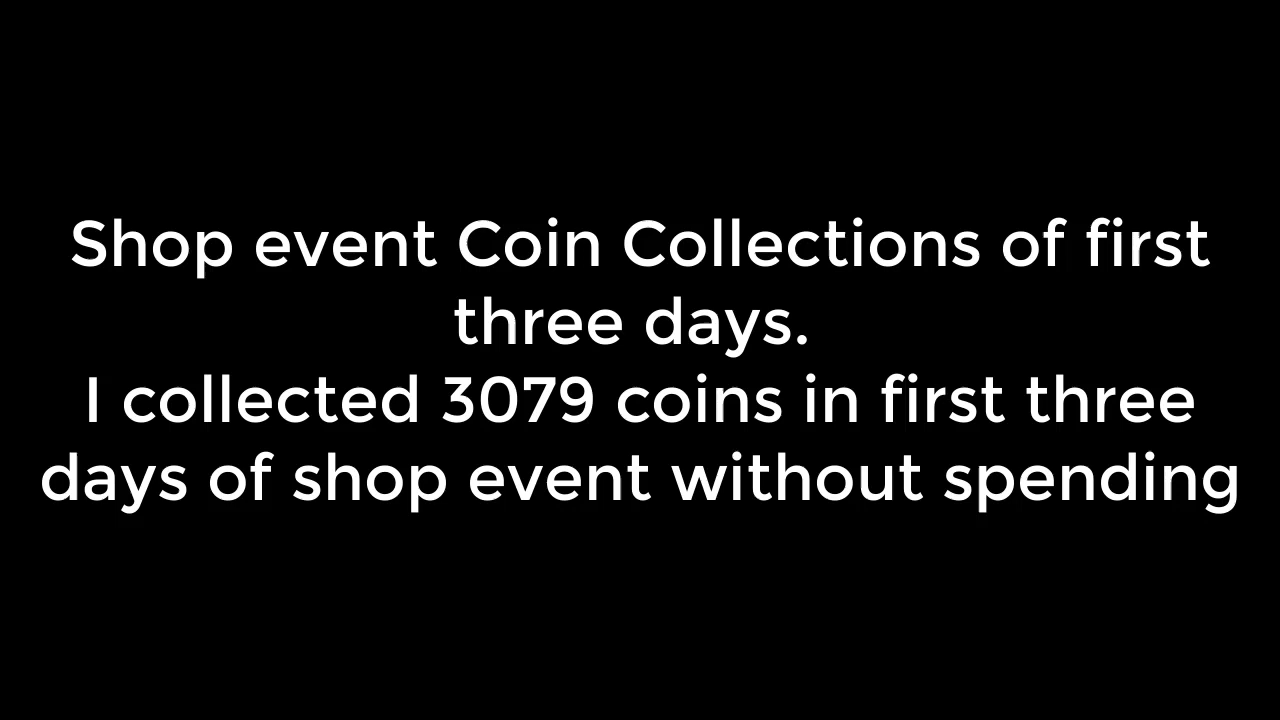 Shop event Coin Collections of first
three days.
I collected 3079 coins in first three
days of shop event without spending